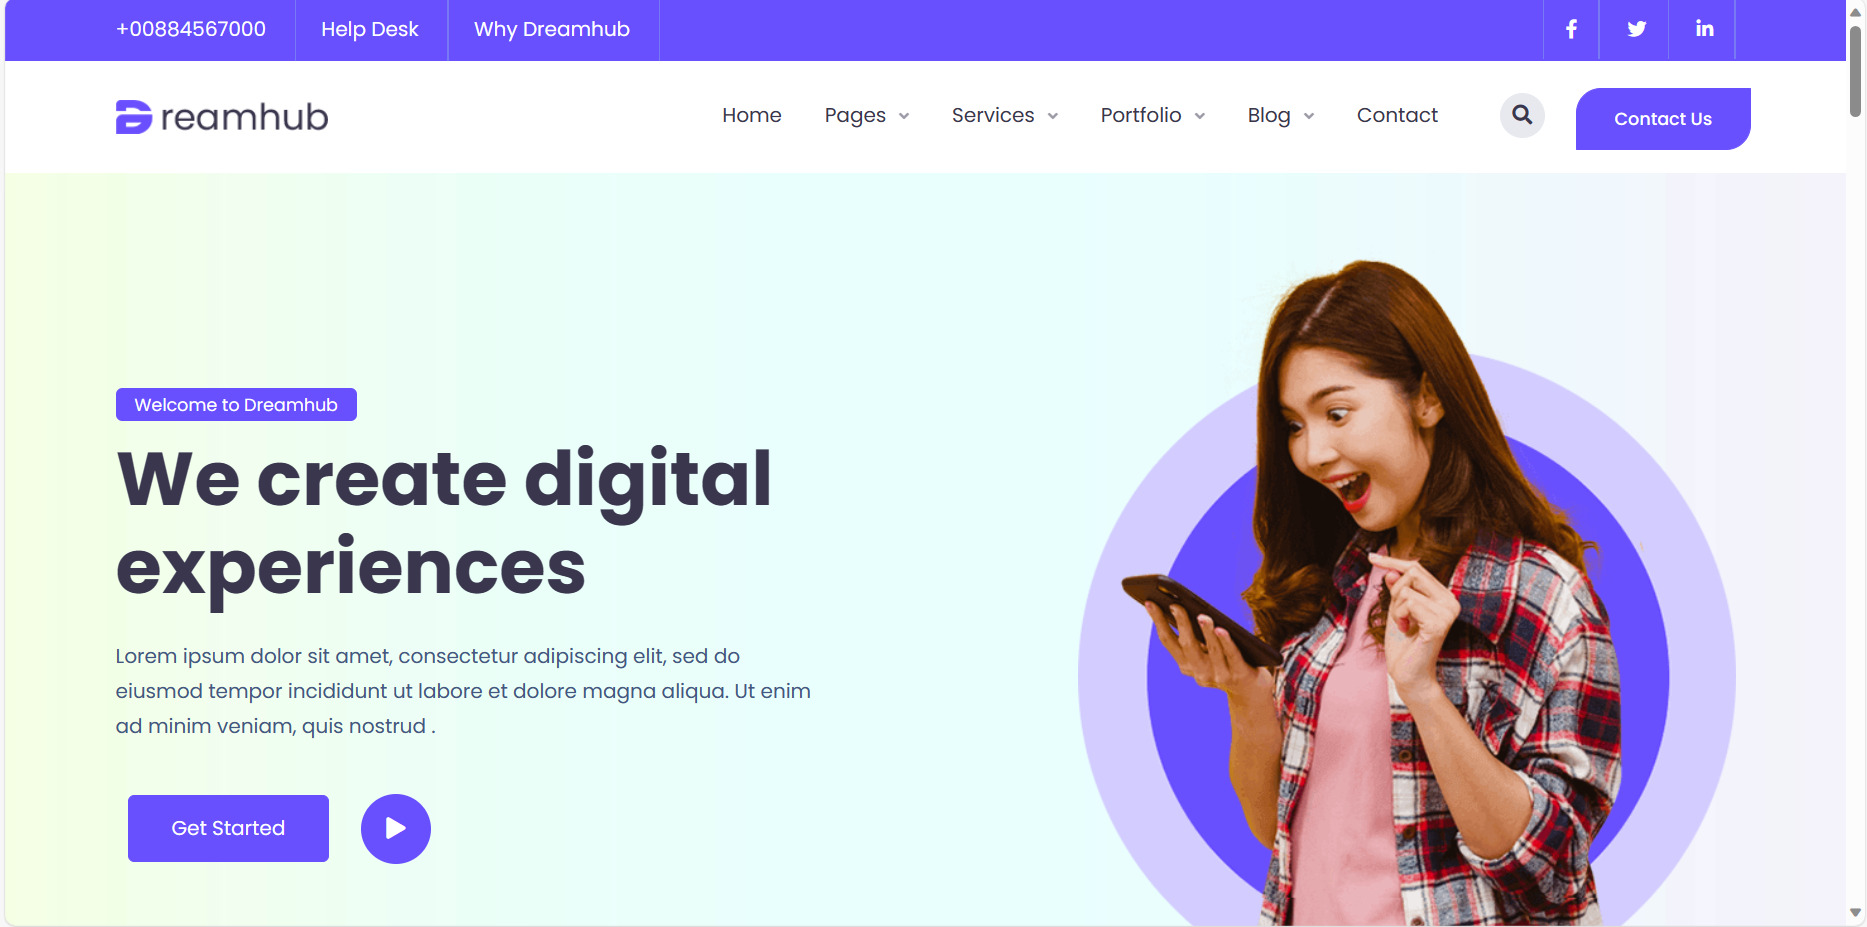 +00884567000 Help Desk Why Dreamhub
Dreamhub Home Pages Services Portfolio Blog Contact Contact Us
Welcome to Dreamhub
We create digital
experiences
Lorem ipsum dolor sit amet, consectetur adipiscing elit, sed do
eiusmod tempor incididunt ut labore et dolore magna aliqua. Ut enim
ad minim veniam, quis nostrud .
Get Started